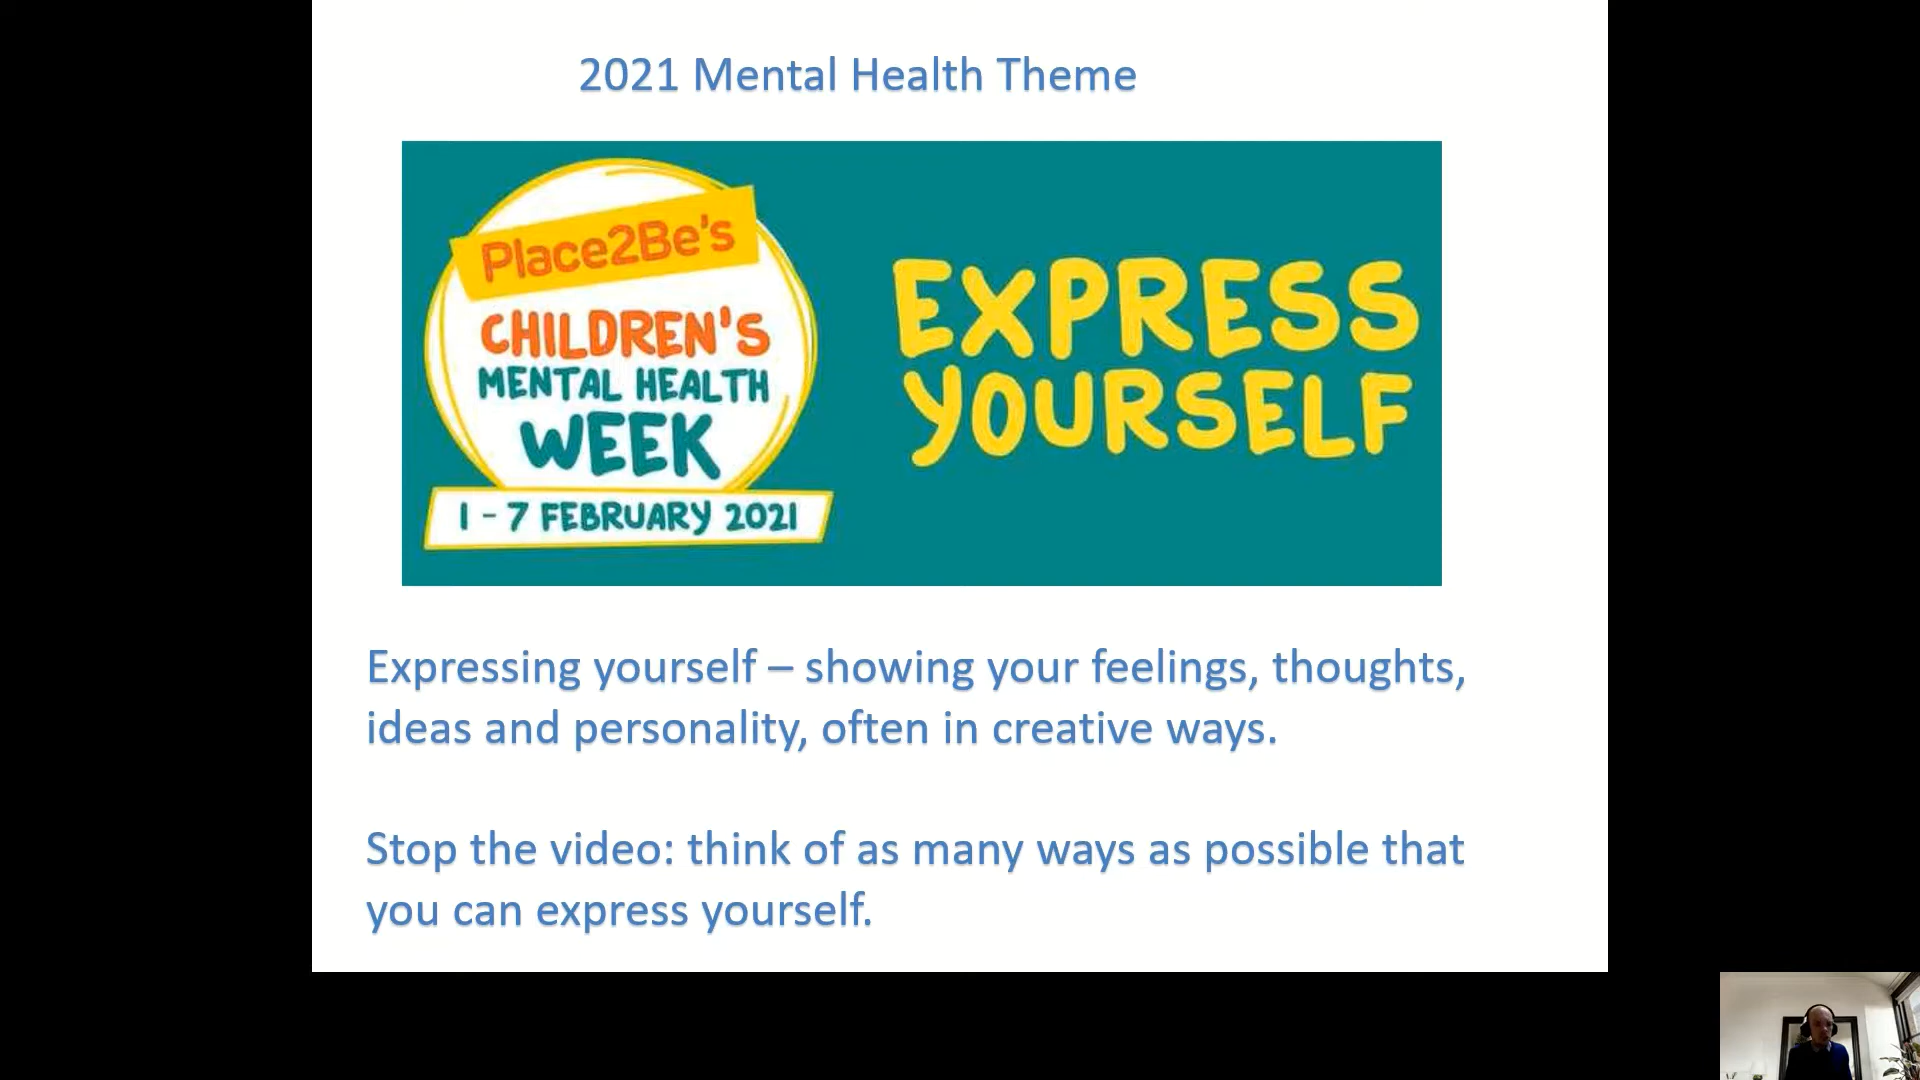 2021 Mental Health Theme
Place2Be's
CHILDREN'S
MENTAL HEALTH
WEEK
1 - 7 FEBRUARY 2021
EXPRESS
YOURSELF
Expressing yourself – showing your feelings, thoughts,
ideas and personality, often in creative ways.
Stop the video: think of as many ways as possible that
you can express yourself.